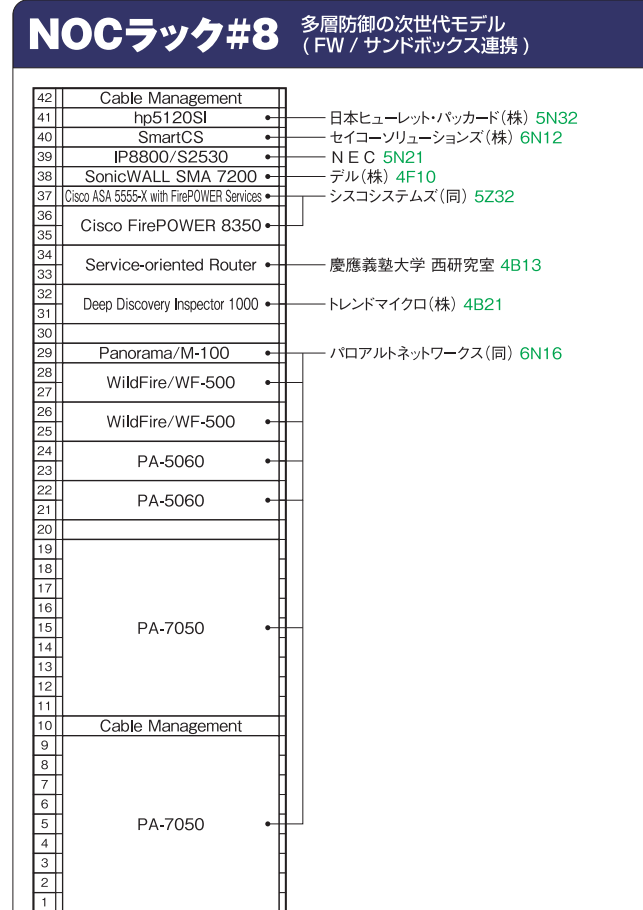 NOCラック#8
多層防御の次世代モデル
(FW / サンドボックス連携)
42 Cable Management
41 hp5120SI 日本ヒューレット・パッカード(株) 5N32
40 SmartCS セイコーソリューションズ(株) 6N12
39 IP8800/S2530 NEC 5N21
38 SonicWALL SMA 7200 デル(株) 4F10
37 Cisco ASA 5555-X with FirePOWER Services シスコシステムズ(同) 5Z32
36
Cisco FirePOWER 8350
35
34
Service-oriented Router 慶應義塾大学 西研究室 4B13
33
32
Deep Discovery Inspector 1000 トレンドマイクロ(株) 4B21
31
30
29 Panorama/M-100 パロアルトネットワークス(同) 6N16
28
WildFire/WF-500
27
26
WildFire/WF-500
25
24
PA-5060
23
22
PA-5060
21
20
19
18
17
16
15 PA-7050
14
13
12
11
10 Cable Management
9
8
7
6
5 PA-7050
4
3
2
1